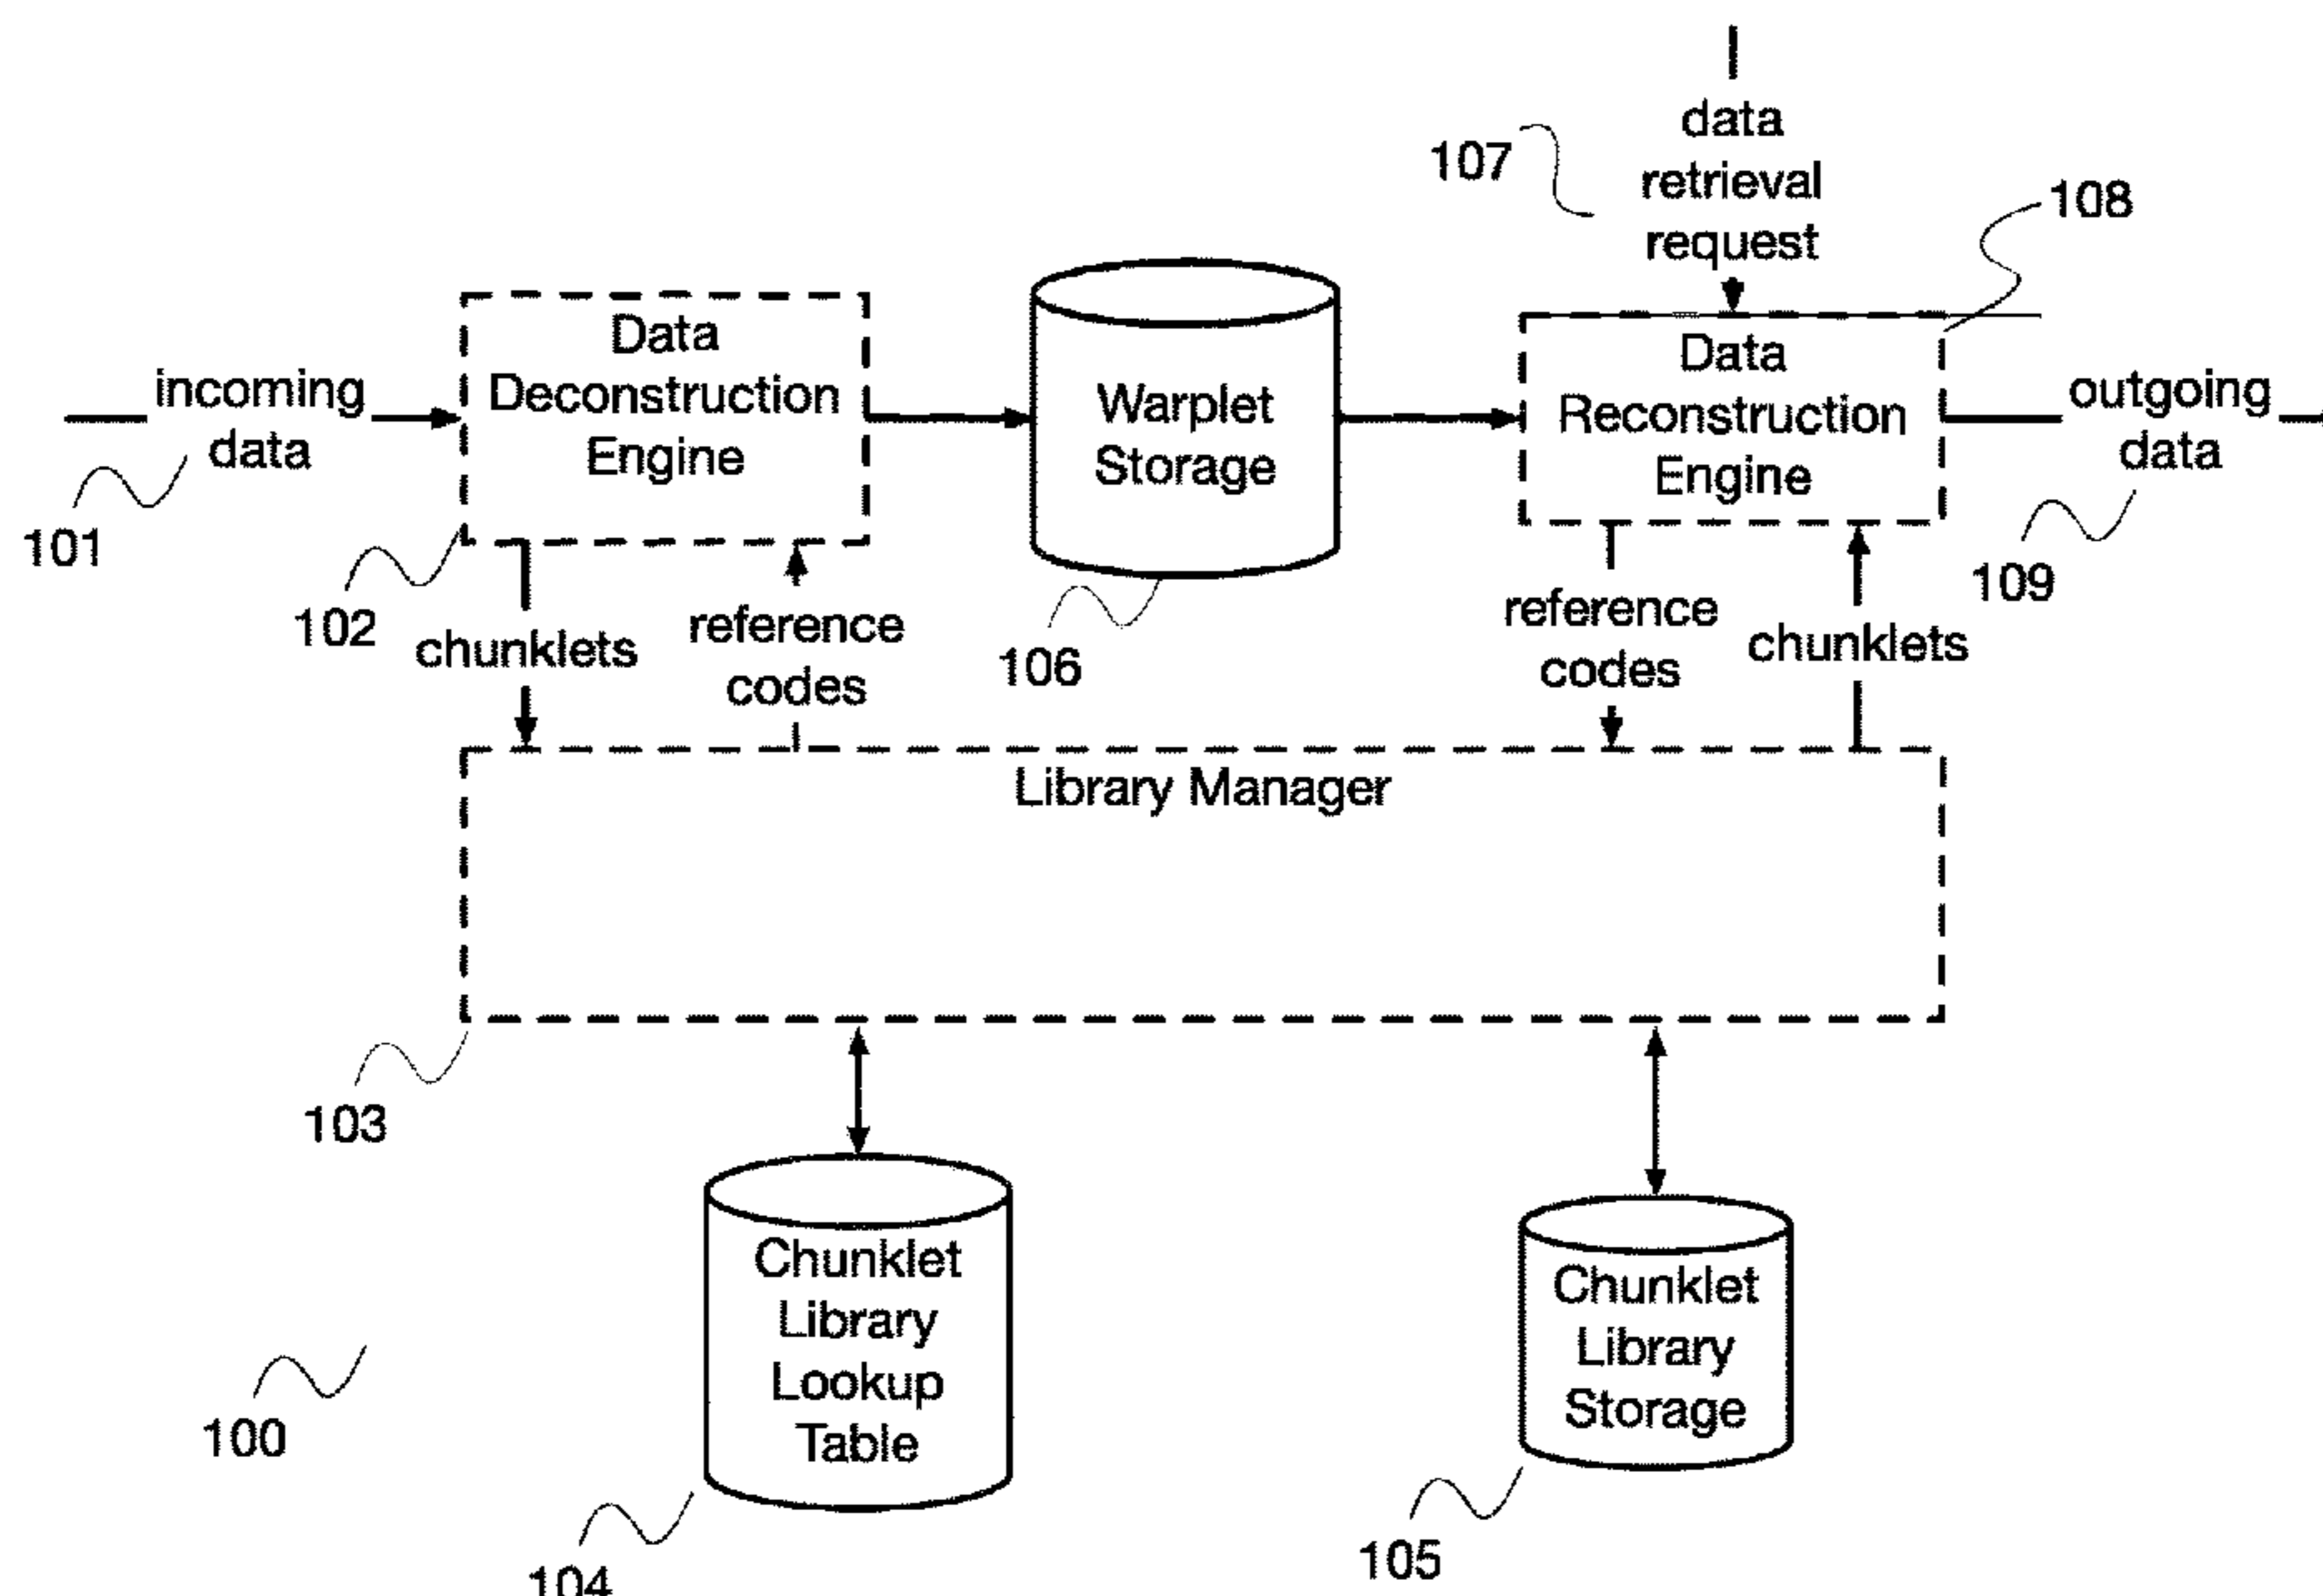 data
retrieval
request
107
108
incoming
data
101
Data
Deconstruction
Engine
102
Warplet
Storage
106
Data
Reconstruction
Engine
outgoing
data
109
chunklets
reference
codes
reference
codes
chunklets
Library Manager
103
Chunklet
Library
Lookup
Table
104
Chunklet
Library
Storage
105
100